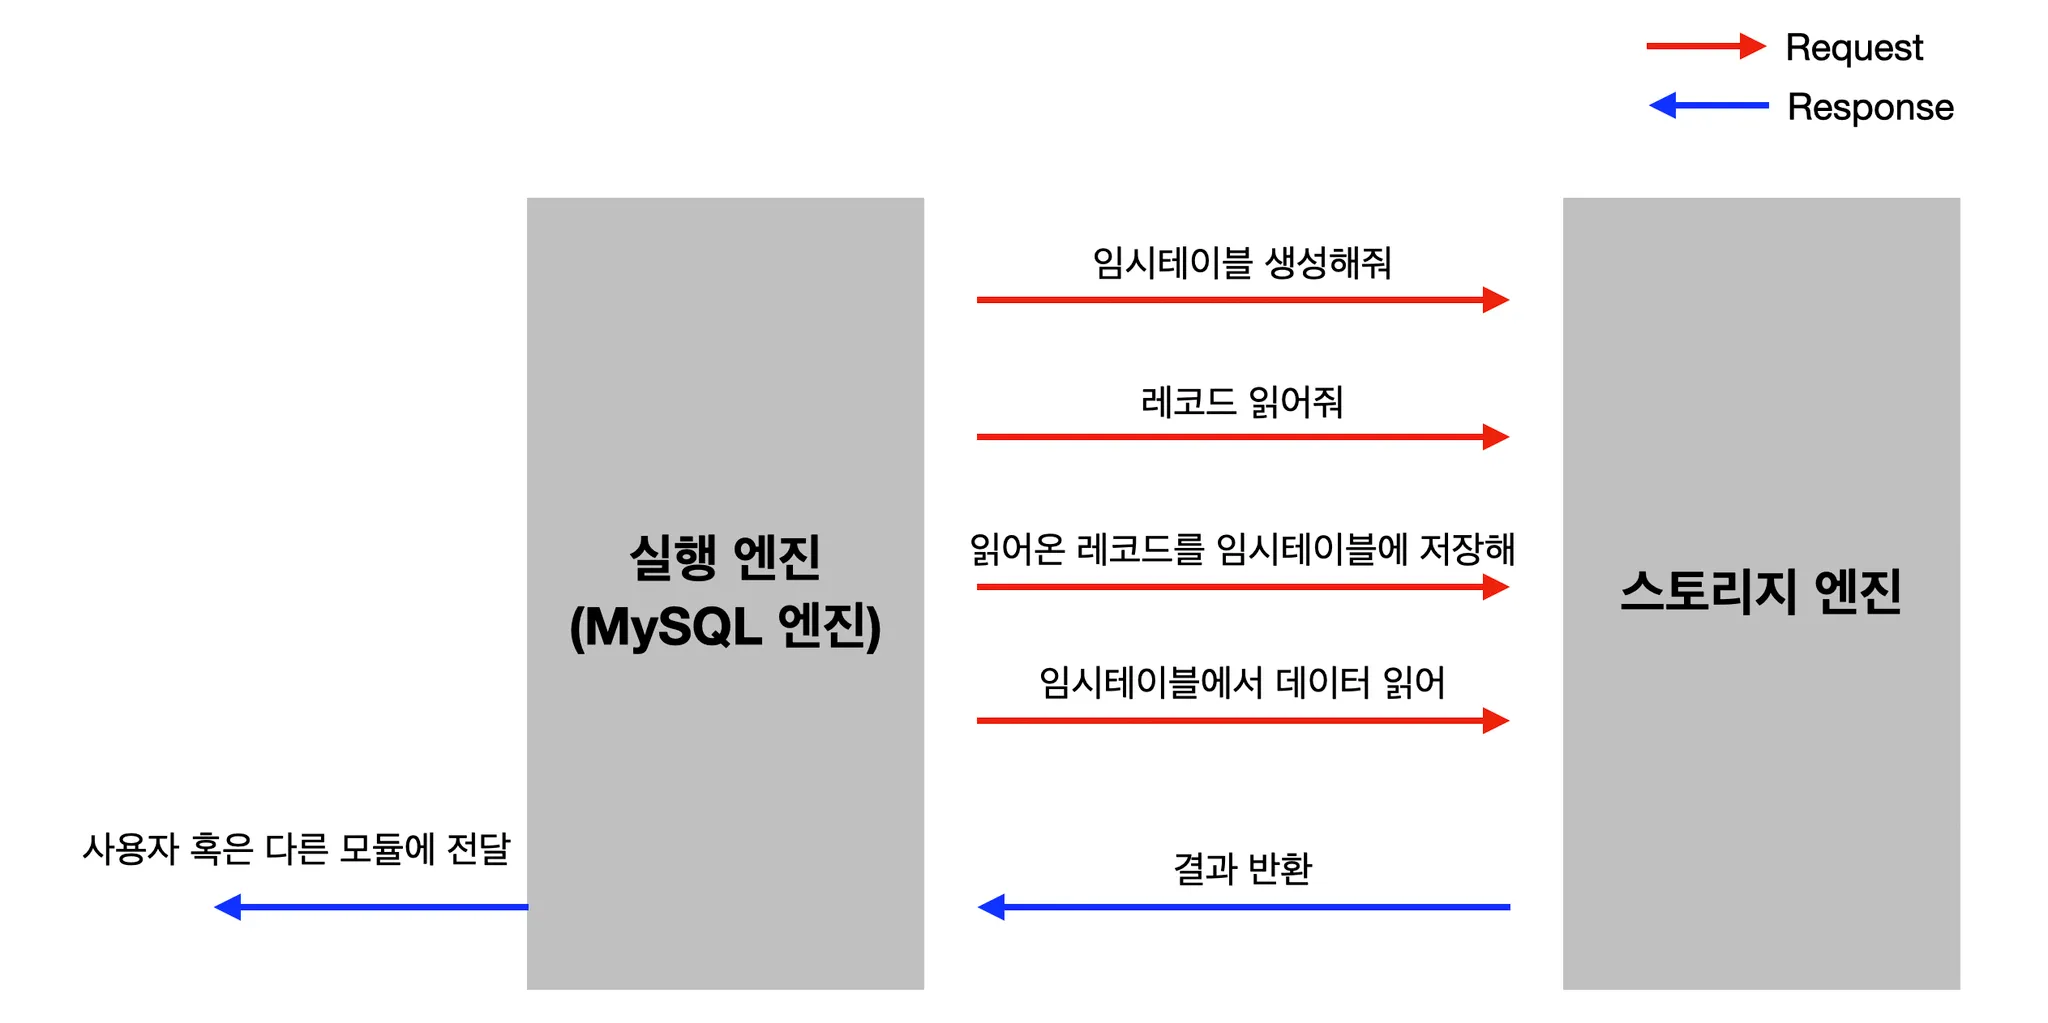 Request
Response
임시테이블 생성해줘
레코드 읽어줘
읽어온 레코드를 임시테이블에 저장해
실행 엔진
(MySQL 엔진)
스토리지 엔진
임시테이블에서 데이터 읽어
사용자 혹은 다른 모듈에 전달
결과 반환